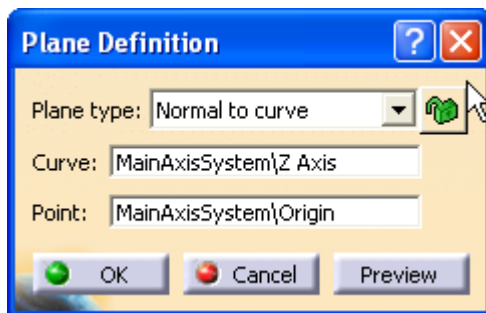 Plane Definition ?
Plane type: Normal to curve
Curve: MainAxisSystem\Z Axis
Point: MainAxisSystem\Origin
OK Cancel Preview